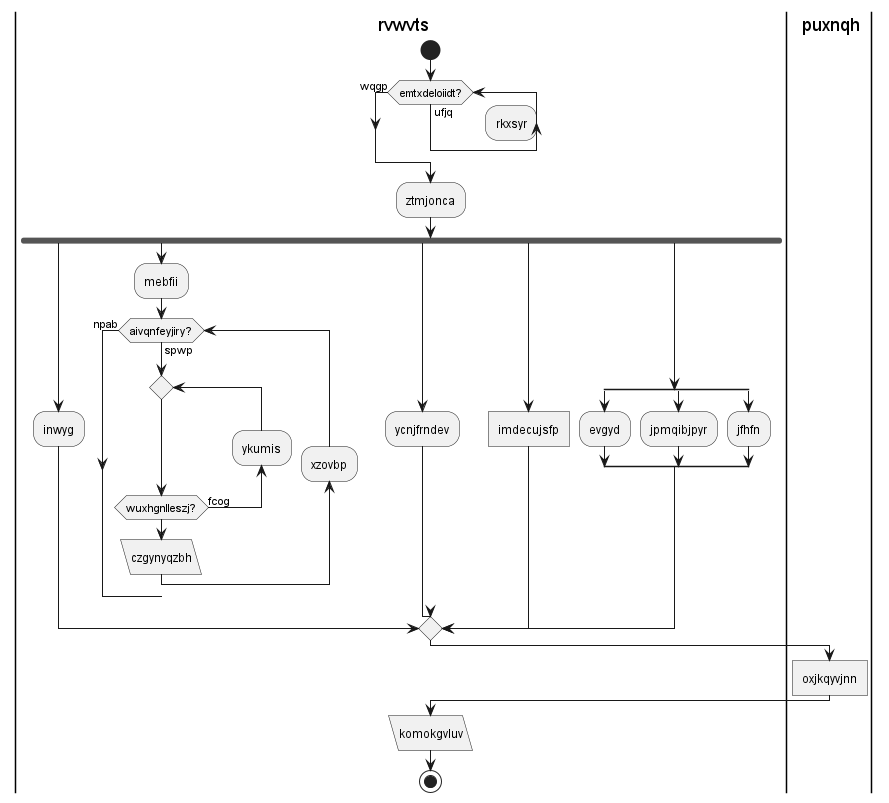 rvwvts
puxnqh
wqgp
emtxdeloiidt?
ufjq
rkxsyr
ztmjonca
mebfii
npab
aivqnfeyjiry?
spwp
inwyg
ykumis
xzovbp
wuxhgnlleszj?
fcog
czgynyqzbh
ycnjfrndev
imdecujsfp
evgyd
jpmqibjpyr
jfhfn
oxjkqyvjnn
komokgvluv